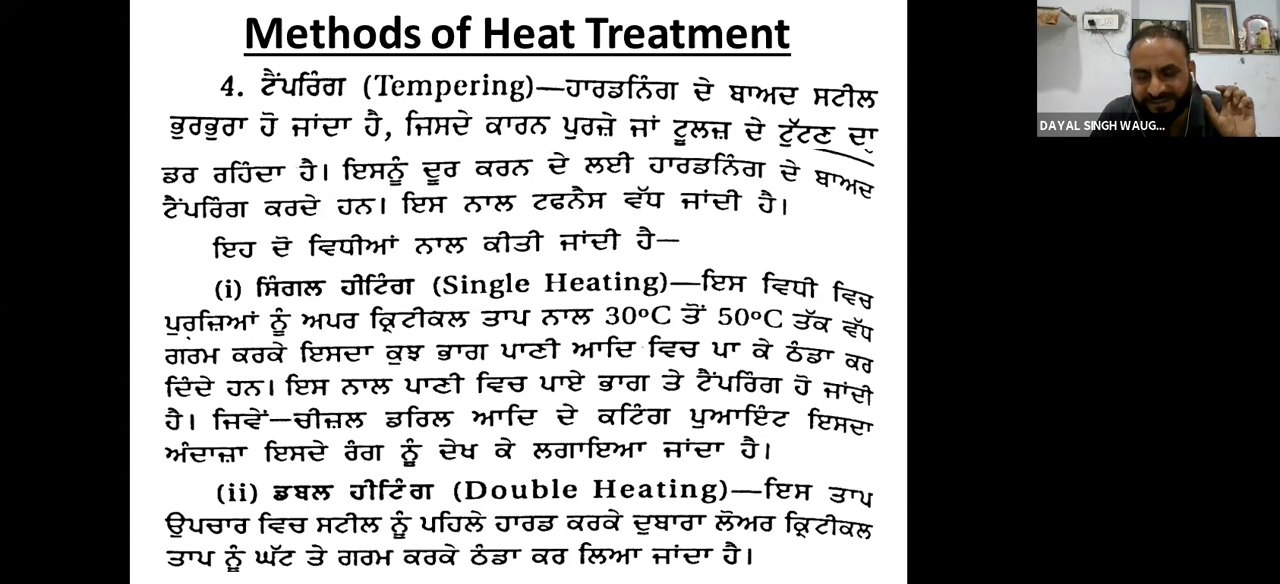 Methods of Heat Treatment
4. ਟੈਂਪਰਿੰਗ (Tempering)—ਹਾਰਡਨਿੰਗ ਦੇ ਬਾਅਦ ਸਟੀਲ
ਭੁਰਭੁਰਾ ਹੋ ਜਾਂਦਾ ਹੈ, ਜਿਸਦੇ ਕਾਰਨ ਪੁਰਜ਼ੇ ਜਾਂ ਟੂਲਜ਼ ਦੇ ਟੁੱਟਣ ਦਾ
ਡਰ ਰਹਿੰਦਾ ਹੈ। ਇਸਨੂੰ ਦੂਰ ਕਰਨ ਦੇ ਲਈ ਹਾਰਡਨਿੰਗ ਦੇ ਬਾਅਦ
ਟੈਂਪਰਿੰਗ ਕਰਦੇ ਹਨ। ਇਸ ਨਾਲ ਟਫਨੈਸ ਵੱਧ ਜਾਂਦੀ ਹੈ।
ਇਹ ਦੋ ਵਿਧੀਆਂ ਨਾਲ ਕੀਤੀ ਜਾਂਦੀ ਹੈ—
(i) ਸਿੰਗਲ ਹੀਟਿੰਗ (Single Heating)—ਇਸ ਵਿਧੀ ਵਿਚ
ਪੁਰਜ਼ਿਆਂ ਨੂੰ ਅਪਰ ਕ੍ਰਿਟੀਕਲ ਤਾਪ ਨਾਲ 30°C ਤੋਂ 50°C ਤੱਕ ਵੱਧ
ਗਰਮ ਕਰਕੇ ਇਸਦਾ ਕੁਝ ਭਾਗ ਪਾਣੀ ਆਦਿ ਵਿਚ ਪਾ ਕੇ ਠੰਡਾ ਕਰ
ਦਿੰਦੇ ਹਨ। ਇਸ ਨਾਲ ਪਾਣੀ ਵਿਚ ਪਾਏ ਭਾਗ ਤੇ ਟੈਂਪਰਿੰਗ ਹੋ ਜਾਂਦੀ
ਹੈ। ਜਿਵੇਂ—ਚੀਜ਼ਲ ਡਰਿਲ ਆਦਿ ਦੇ ਕਟਿੰਗ ਪੁਆਇੰਟ ਇਸਦਾ
ਅੰਦਾਜ਼ਾ ਇਸਦੇ ਰੰਗ ਨੂੰ ਦੇਖ ਕੇ ਲਗਾਇਆ ਜਾਂਦਾ ਹੈ।
(ii) ਡਬਲ ਹੀਟਿੰਗ (Double Heating)—ਇਸ ਤਾਪ
ਉਪਚਾਰ ਵਿਚ ਸਟੀਲ ਨੂੰ ਪਹਿਲੇ ਹਾਰਡ ਕਰਕੇ ਦੁਬਾਰਾ ਲੋਅਰ ਕ੍ਰਿਟੀਕਲ
ਤਾਪ ਨੂੰ ਘੱਟ ਤੇ ਗਰਮ ਕਰਕੇ ਠੰਡਾ ਕਰ ਲਿਆ ਜਾਂਦਾ ਹੈ।
DAYAL SINGH WAUG...